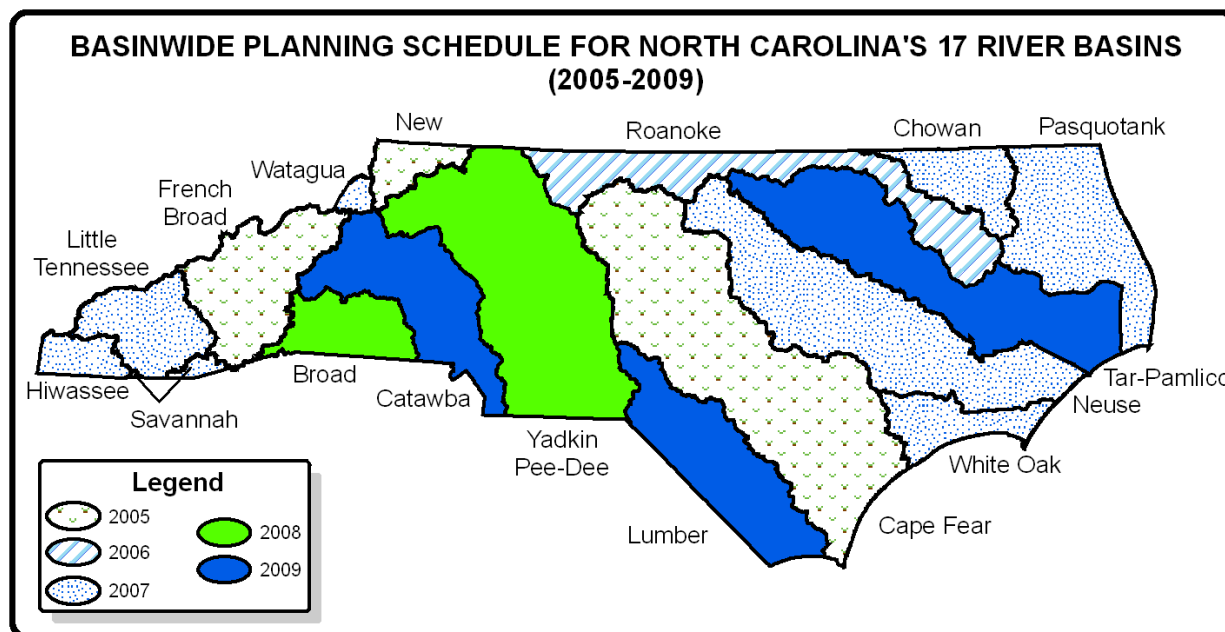 BASINWIDE PLANNING SCHEDULE FOR NORTH CAROLINA'S 17 RIVER BASINS
(2005-2009)
New
Roanoke
Chowan
Pasquotank
Watagua
French
Broad
Little
Tennessee
Hiwassee
Savannah
Broad
Catawba
Yadkin
Pee-Dee
Lumber
Cape Fear
White Oak
Neuse
Tar-Pamlico
Legend
2005
2006
2007
2008
2009